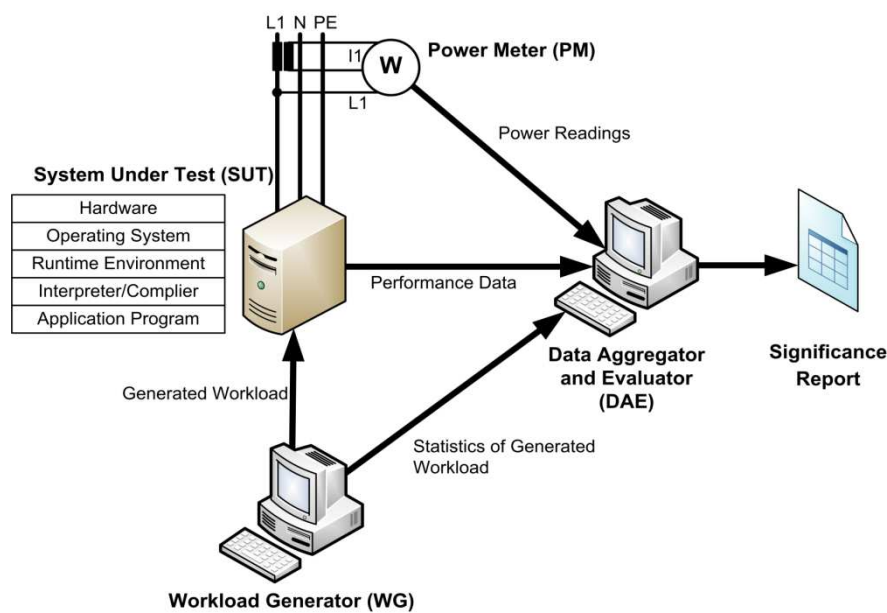 L1 N PE
I1
W
Power Meter (PM)
L1
Power Readings
System Under Test (SUT)
Hardware
Operating System
Runtime Environment
Interpreter/Complier
Application Program
Performance Data
Data Aggregator
and Evaluator
(DAE)
Significance
Report
Generated Workload
Statistics of Generated
Workload
Workload Generator (WG)